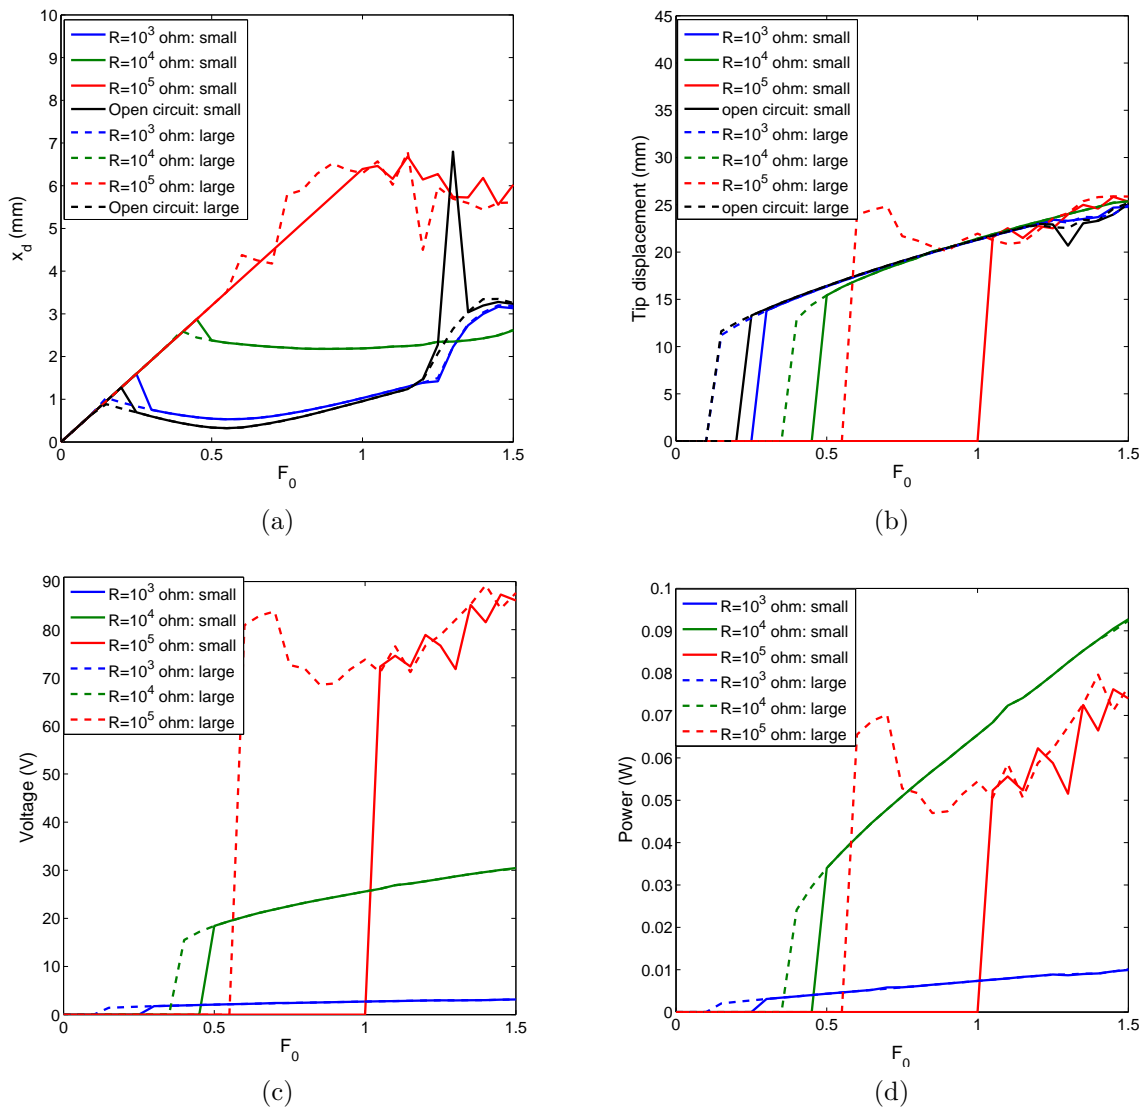 10
9
8
7
6
5
4
3
2
1
0
0
0.5
1
1.5
x_d (mm)
F_0
R=10^3 ohm: small
R=10^4 ohm: small
R=10^5 ohm: small
Open circuit: small
R=10^3 ohm: large
R=10^4 ohm: large
R=10^5 ohm: large
Open circuit: large
(a)
45
40
35
30
25
20
15
10
5
0
0
0.5
1
1.5
Tip displacement (mm)
F_0
R=10^3 ohm: small
R=10^4 ohm: small
R=10^5 ohm: small
open circuit: small
R=10^3 ohm: large
R=10^4 ohm: large
R=10^5 ohm: large
open circuit: large
(b)
90
80
70
60
50
40
30
20
10
0
0
0.5
1
1.5
Voltage (V)
F_0
R=10^3 ohm: small
R=10^4 ohm: small
R=10^5 ohm: small
R=10^3 ohm: large
R=10^4 ohm: large
R=10^5 ohm: large
(c)
0.1
0.09
0.08
0.07
0.06
0.05
0.04
0.03
0.02
0.01
0
0
0.5
1
1.5
Power (W)
F_0
R=10^3 ohm: small
R=10^4 ohm: small
R=10^5 ohm: small
R=10^3 ohm: large
R=10^4 ohm: large
R=10^5 ohm: large
(d)